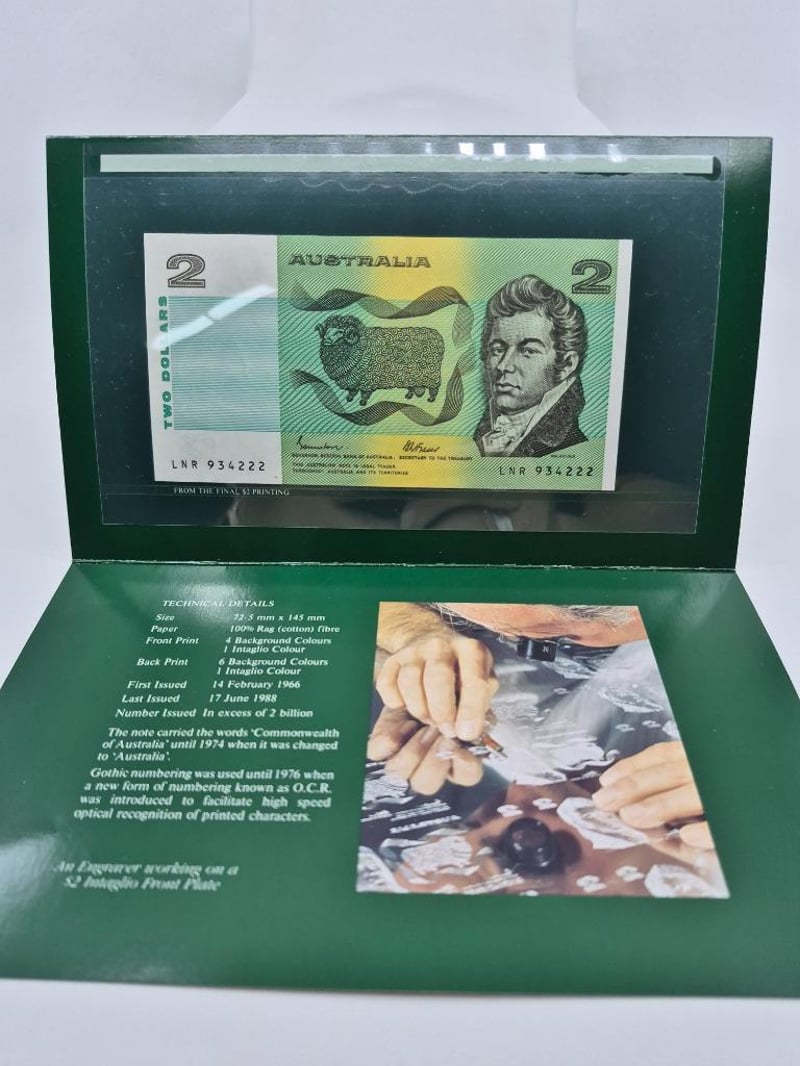 2
AUSTRALIA
2
TWO DOLLARS
GOVERNOR, RESERVE BANK OF AUSTRALIA. SECRETARY TO THE TREASURY
THIS AUSTRALIAN NOTE IS LEGAL TENDER
THROUGHOUT AUSTRALIA AND ITS TERRITORIES
LNR 934222
LNR 934222
FROM THE FINAL $2 PRINTING
TECHNICAL DETAILS
Size 72·5 mm x 145 mm
Paper 100% Rag (cotton) fibre
Front Print 4 Background Colours
1 Intaglio Colour
Back Print 6 Background Colours
1 Intaglio Colour
First Issued 14 February 1966
Last Issued 17 June 1988
Number Issued In excess of 2 billion
The note carried the words 'Commonwealth
of Australia' until 1974 when it was changed
to 'Australia'.
Gothic numbering was used until 1976 when
a new form of numbering known as O.C.R.
was introduced to facilitate high speed
optical recognition of printed characters.
An Engraver working on a
$2 Intaglio Front Plate